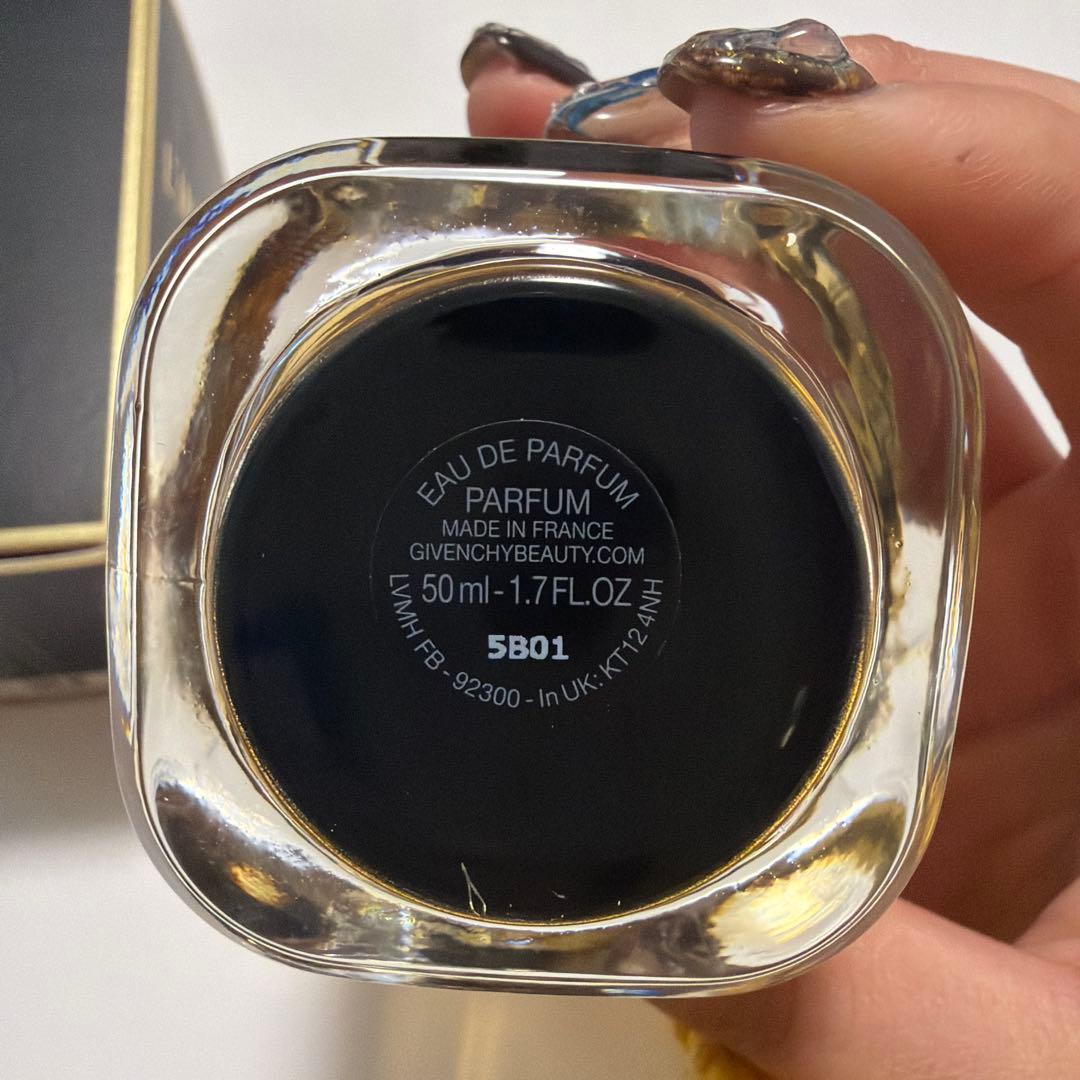 EAU DE PARFUM
PARFUM
MADE IN FRANCE
GIVENCHYBEAUTY.COM
50 ml - 1.7 FL.OZ
5B01
LVMH FB - 92300 - In UK: KT12 4NH